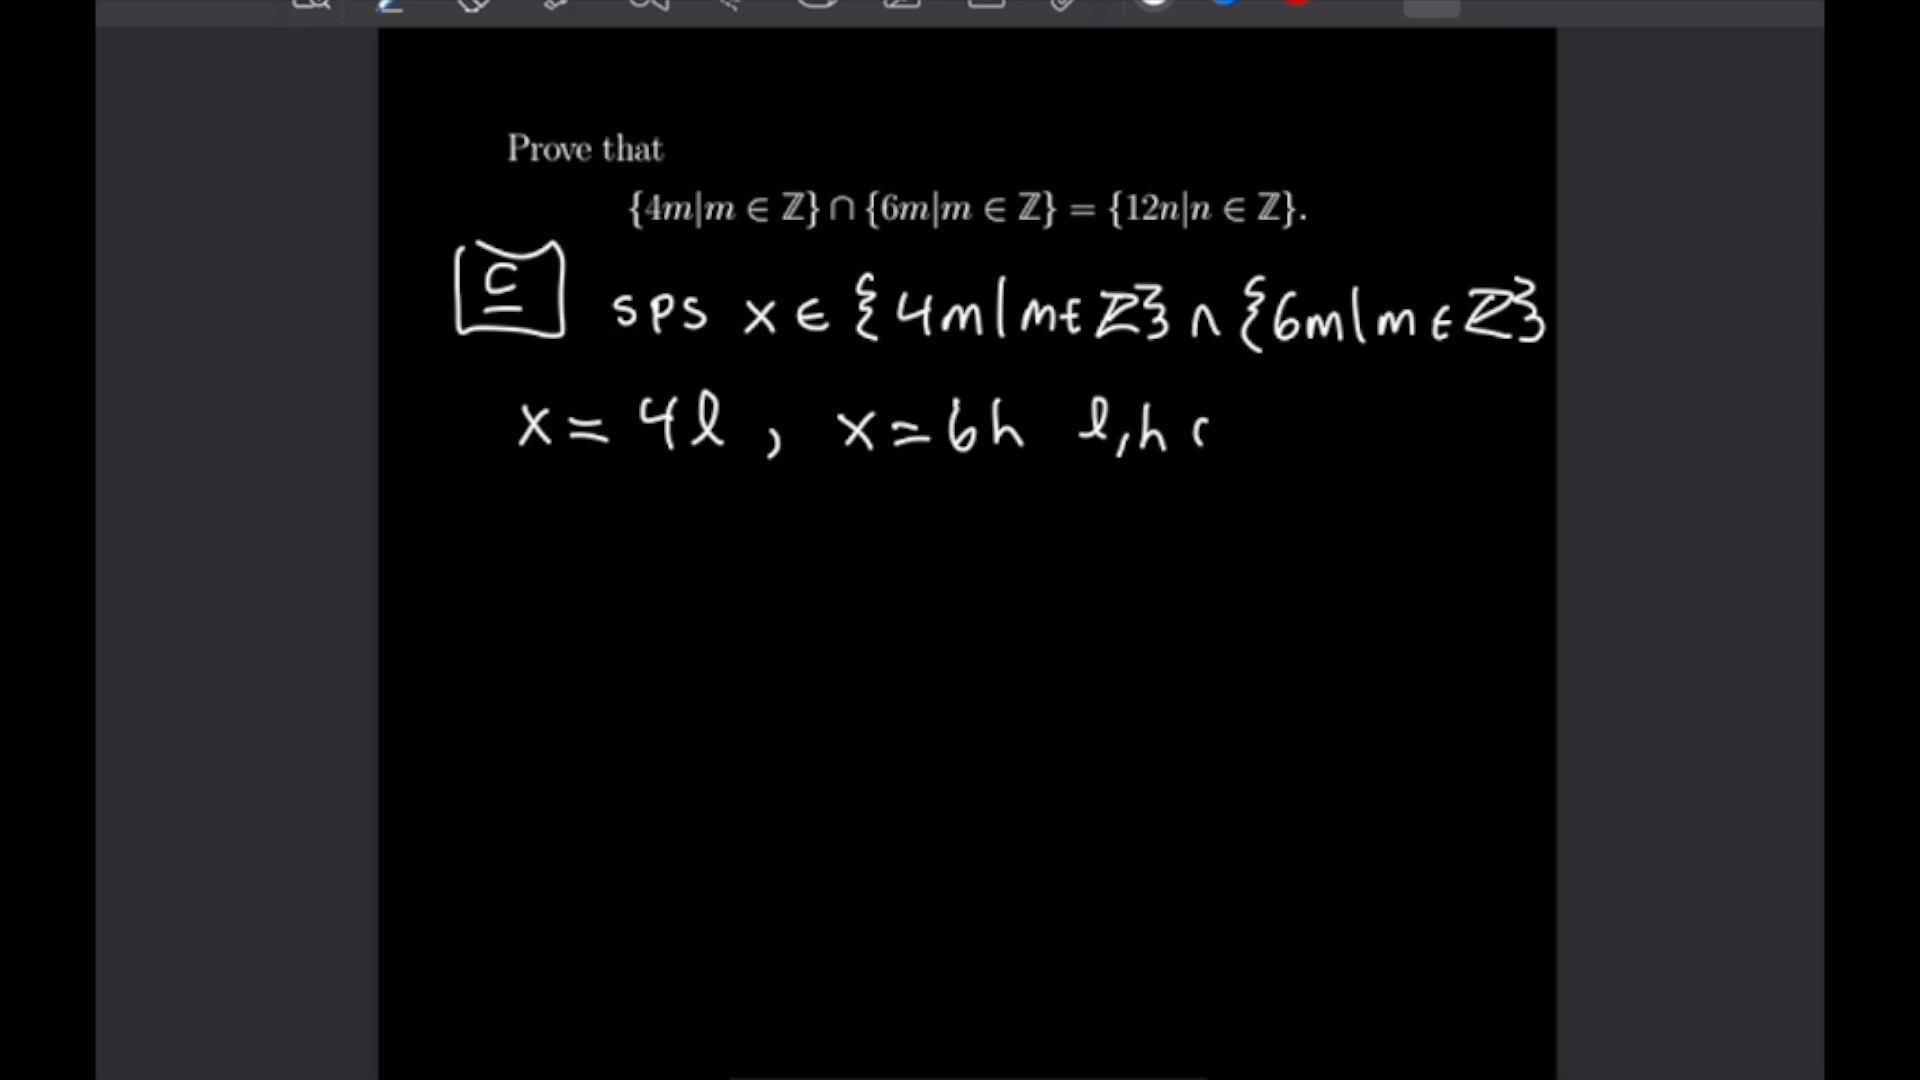 Prove that
{4m|m ∈ ℤ} ∩ {6m|m ∈ ℤ} = {12n|n ∈ ℤ}.
⊆ sps x ∈ {4m|m ∈ ℤ} ∩ {6m|m ∈ ℤ}
x = 4l , x = 6h l,h